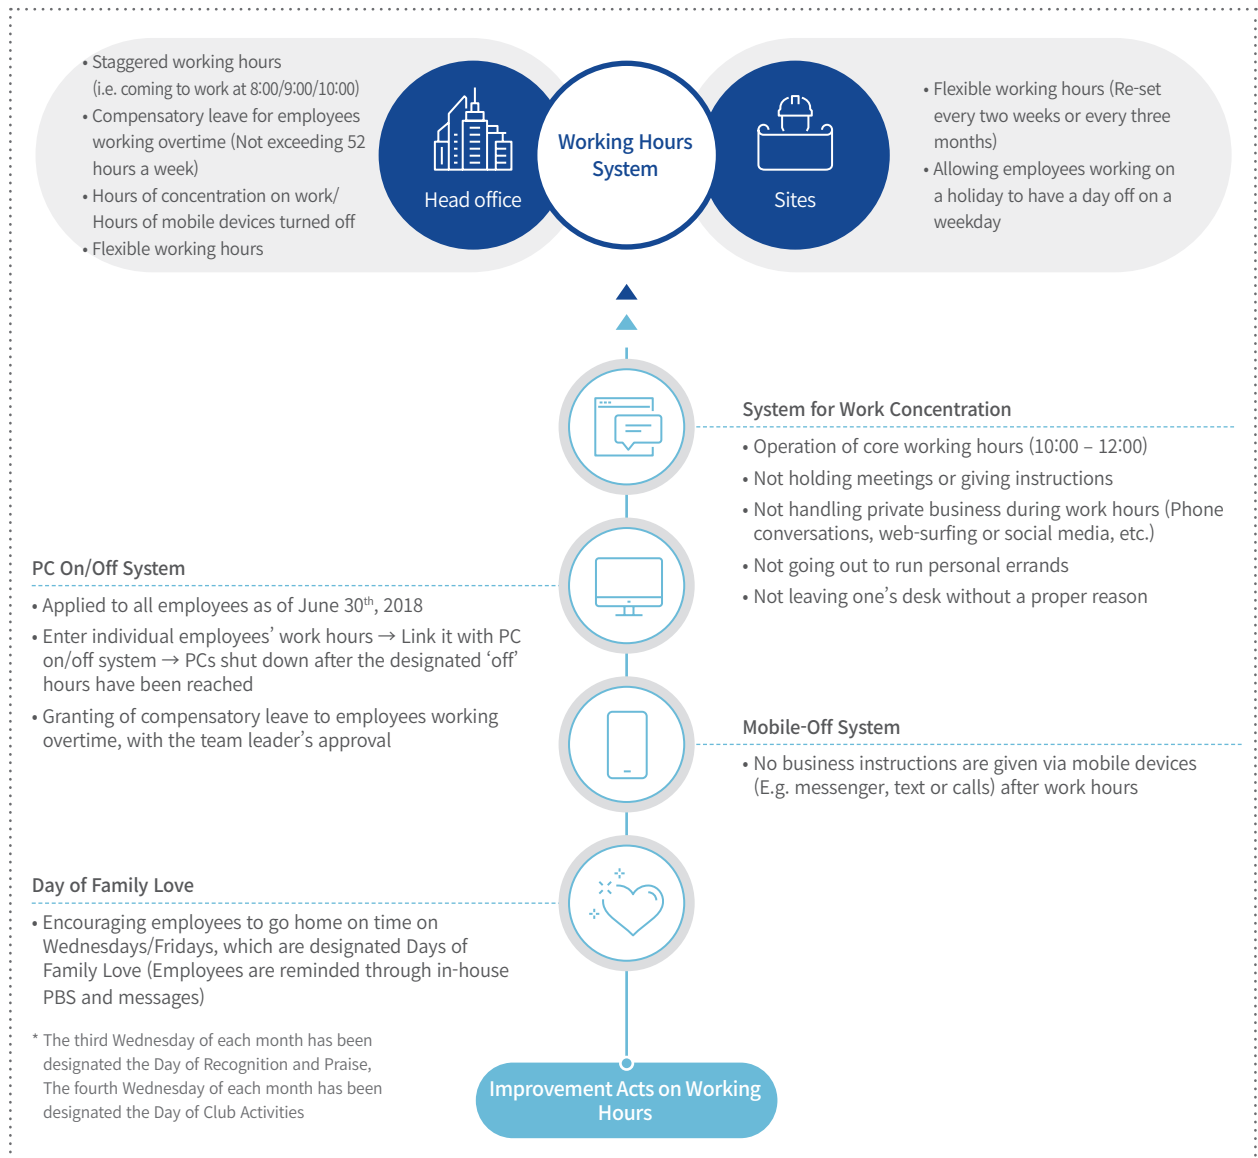 • Staggered working hours
(i.e. coming to work at 8:00/9:00/10:00)
• Compensatory leave for employees
working overtime (Not exceeding 52
hours a week)
• Hours of concentration on work/
Hours of mobile devices turned off
• Flexible working hours
Head office
Working Hours
System
Sites
• Flexible working hours (Re-set
every two weeks or every three
months)
• Allowing employees working on
a holiday to have a day off on a
weekday
System for Work Concentration
• Operation of core working hours (10:00 – 12:00)
• Not holding meetings or giving instructions
• Not handling private business during work hours (Phone
conversations, web-surfing or social media, etc.)
• Not going out to run personal errands
• Not leaving one’s desk without a proper reason
PC On/Off System
• Applied to all employees as of June 30th, 2018
• Enter individual employees’ work hours → Link it with PC
on/off system → PCs shut down after the designated ‘off’
hours have been reached
• Granting of compensatory leave to employees working
overtime, with the team leader’s approval
Mobile-Off System
• No business instructions are given via mobile devices
(E.g. messenger, text or calls) after work hours
Day of Family Love
• Encouraging employees to go home on time on
Wednesdays/Fridays, which are designated Days of
Family Love (Employees are reminded through in-house
PBS and messages)
* The third Wednesday of each month has been
designated the Day of Recognition and Praise,
The fourth Wednesday of each month has been
designated the Day of Club Activities
Improvement Acts on Working
Hours